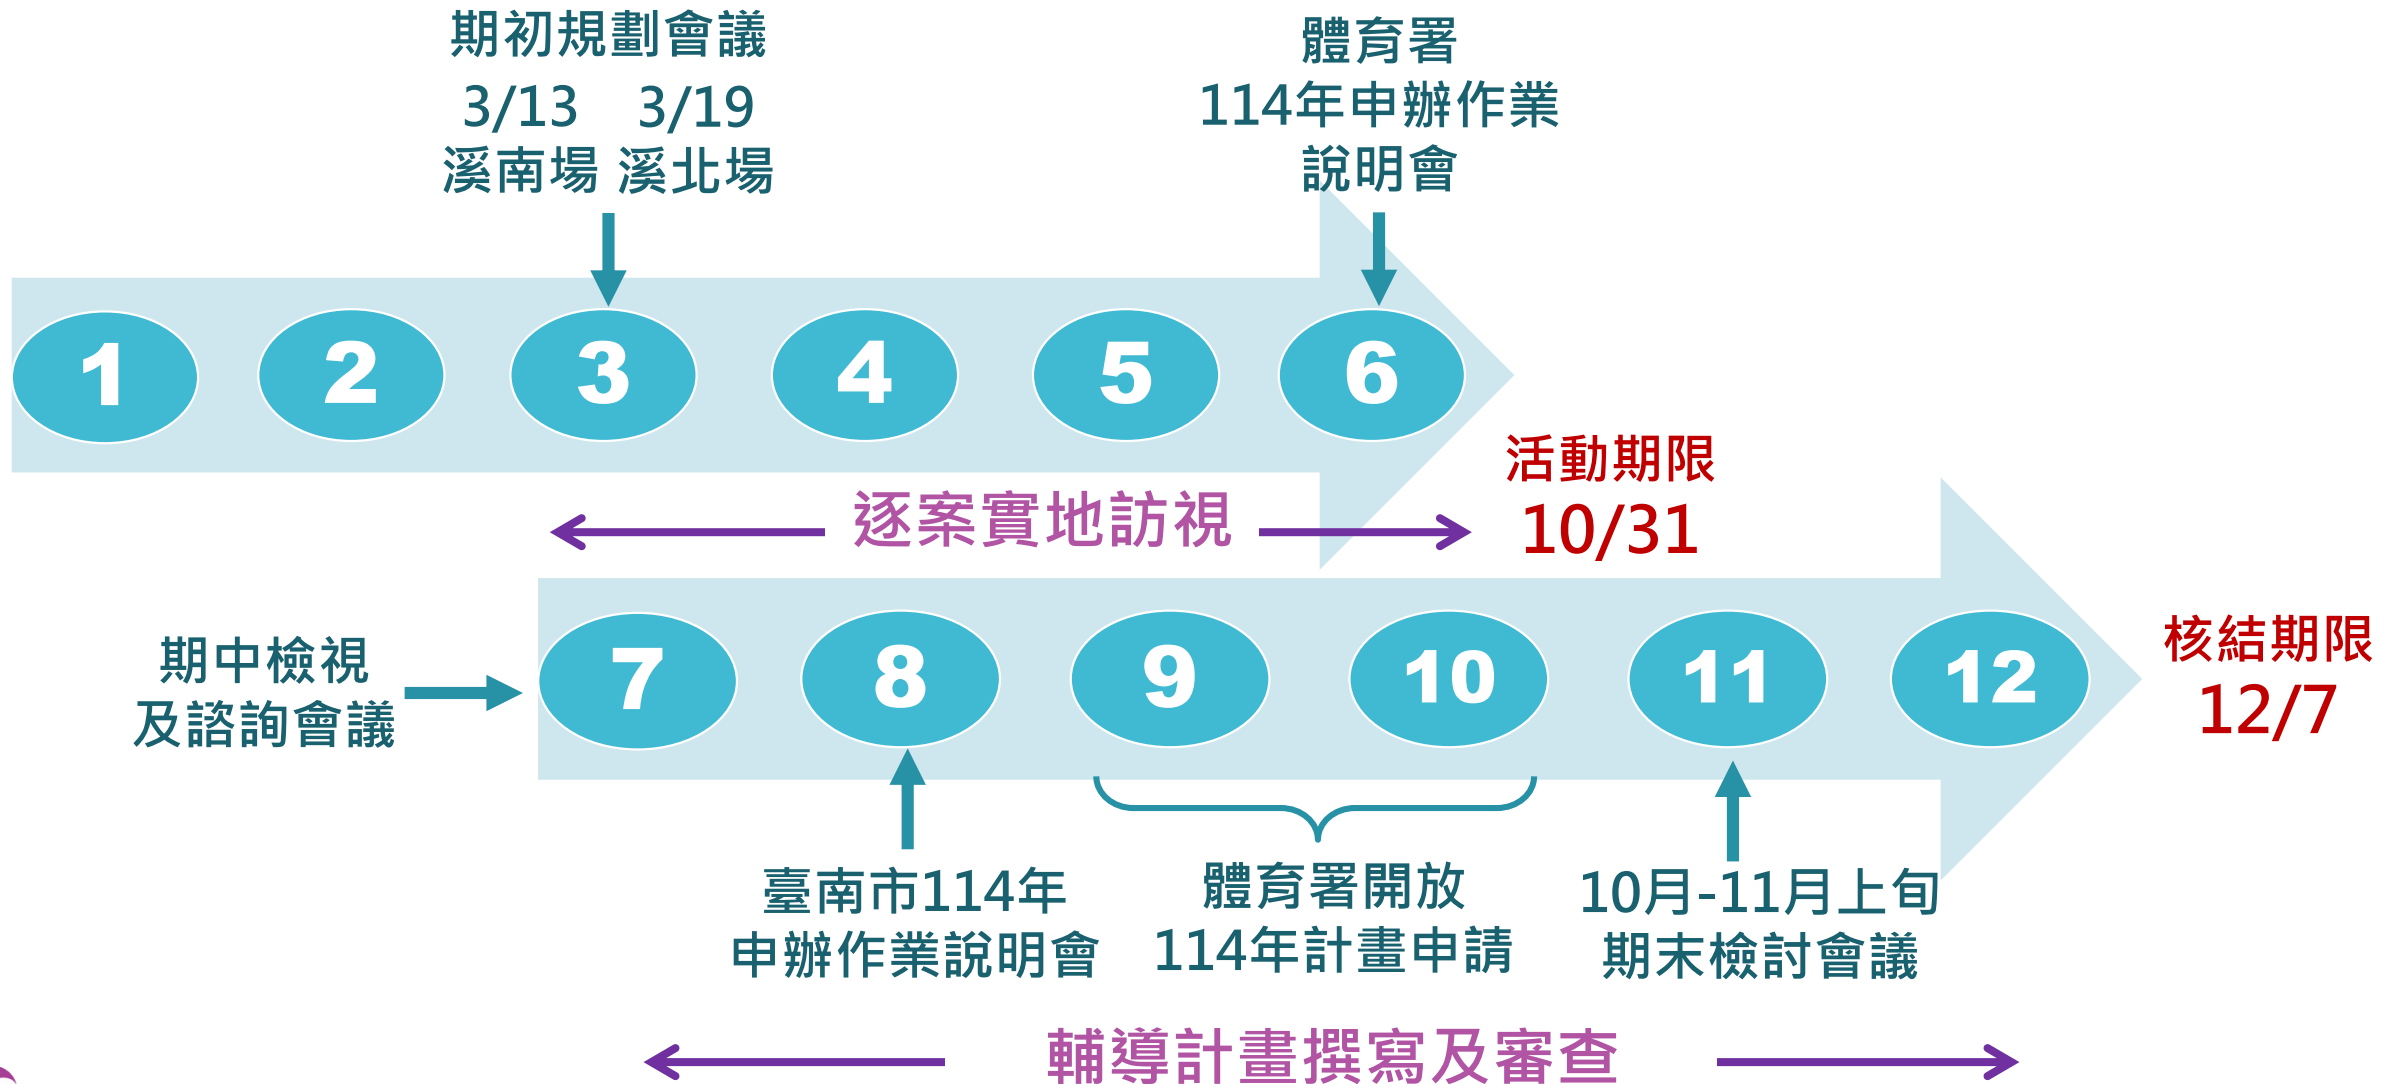 期初規劃會議
3/13 3/19
溪南場 溪北場
體育署
114年申辦作業
說明會
1 2 3 4 5 6
逐案實地訪視
活動期限
10/31
期中檢視
及諮詢會議
7 8 9 10 11 12
核結期限
12/7
臺南市114年
申辦作業說明會
體育署開放
114年計畫申請
10月-11月上旬
期末檢討會議
輔導計畫撰寫及審查